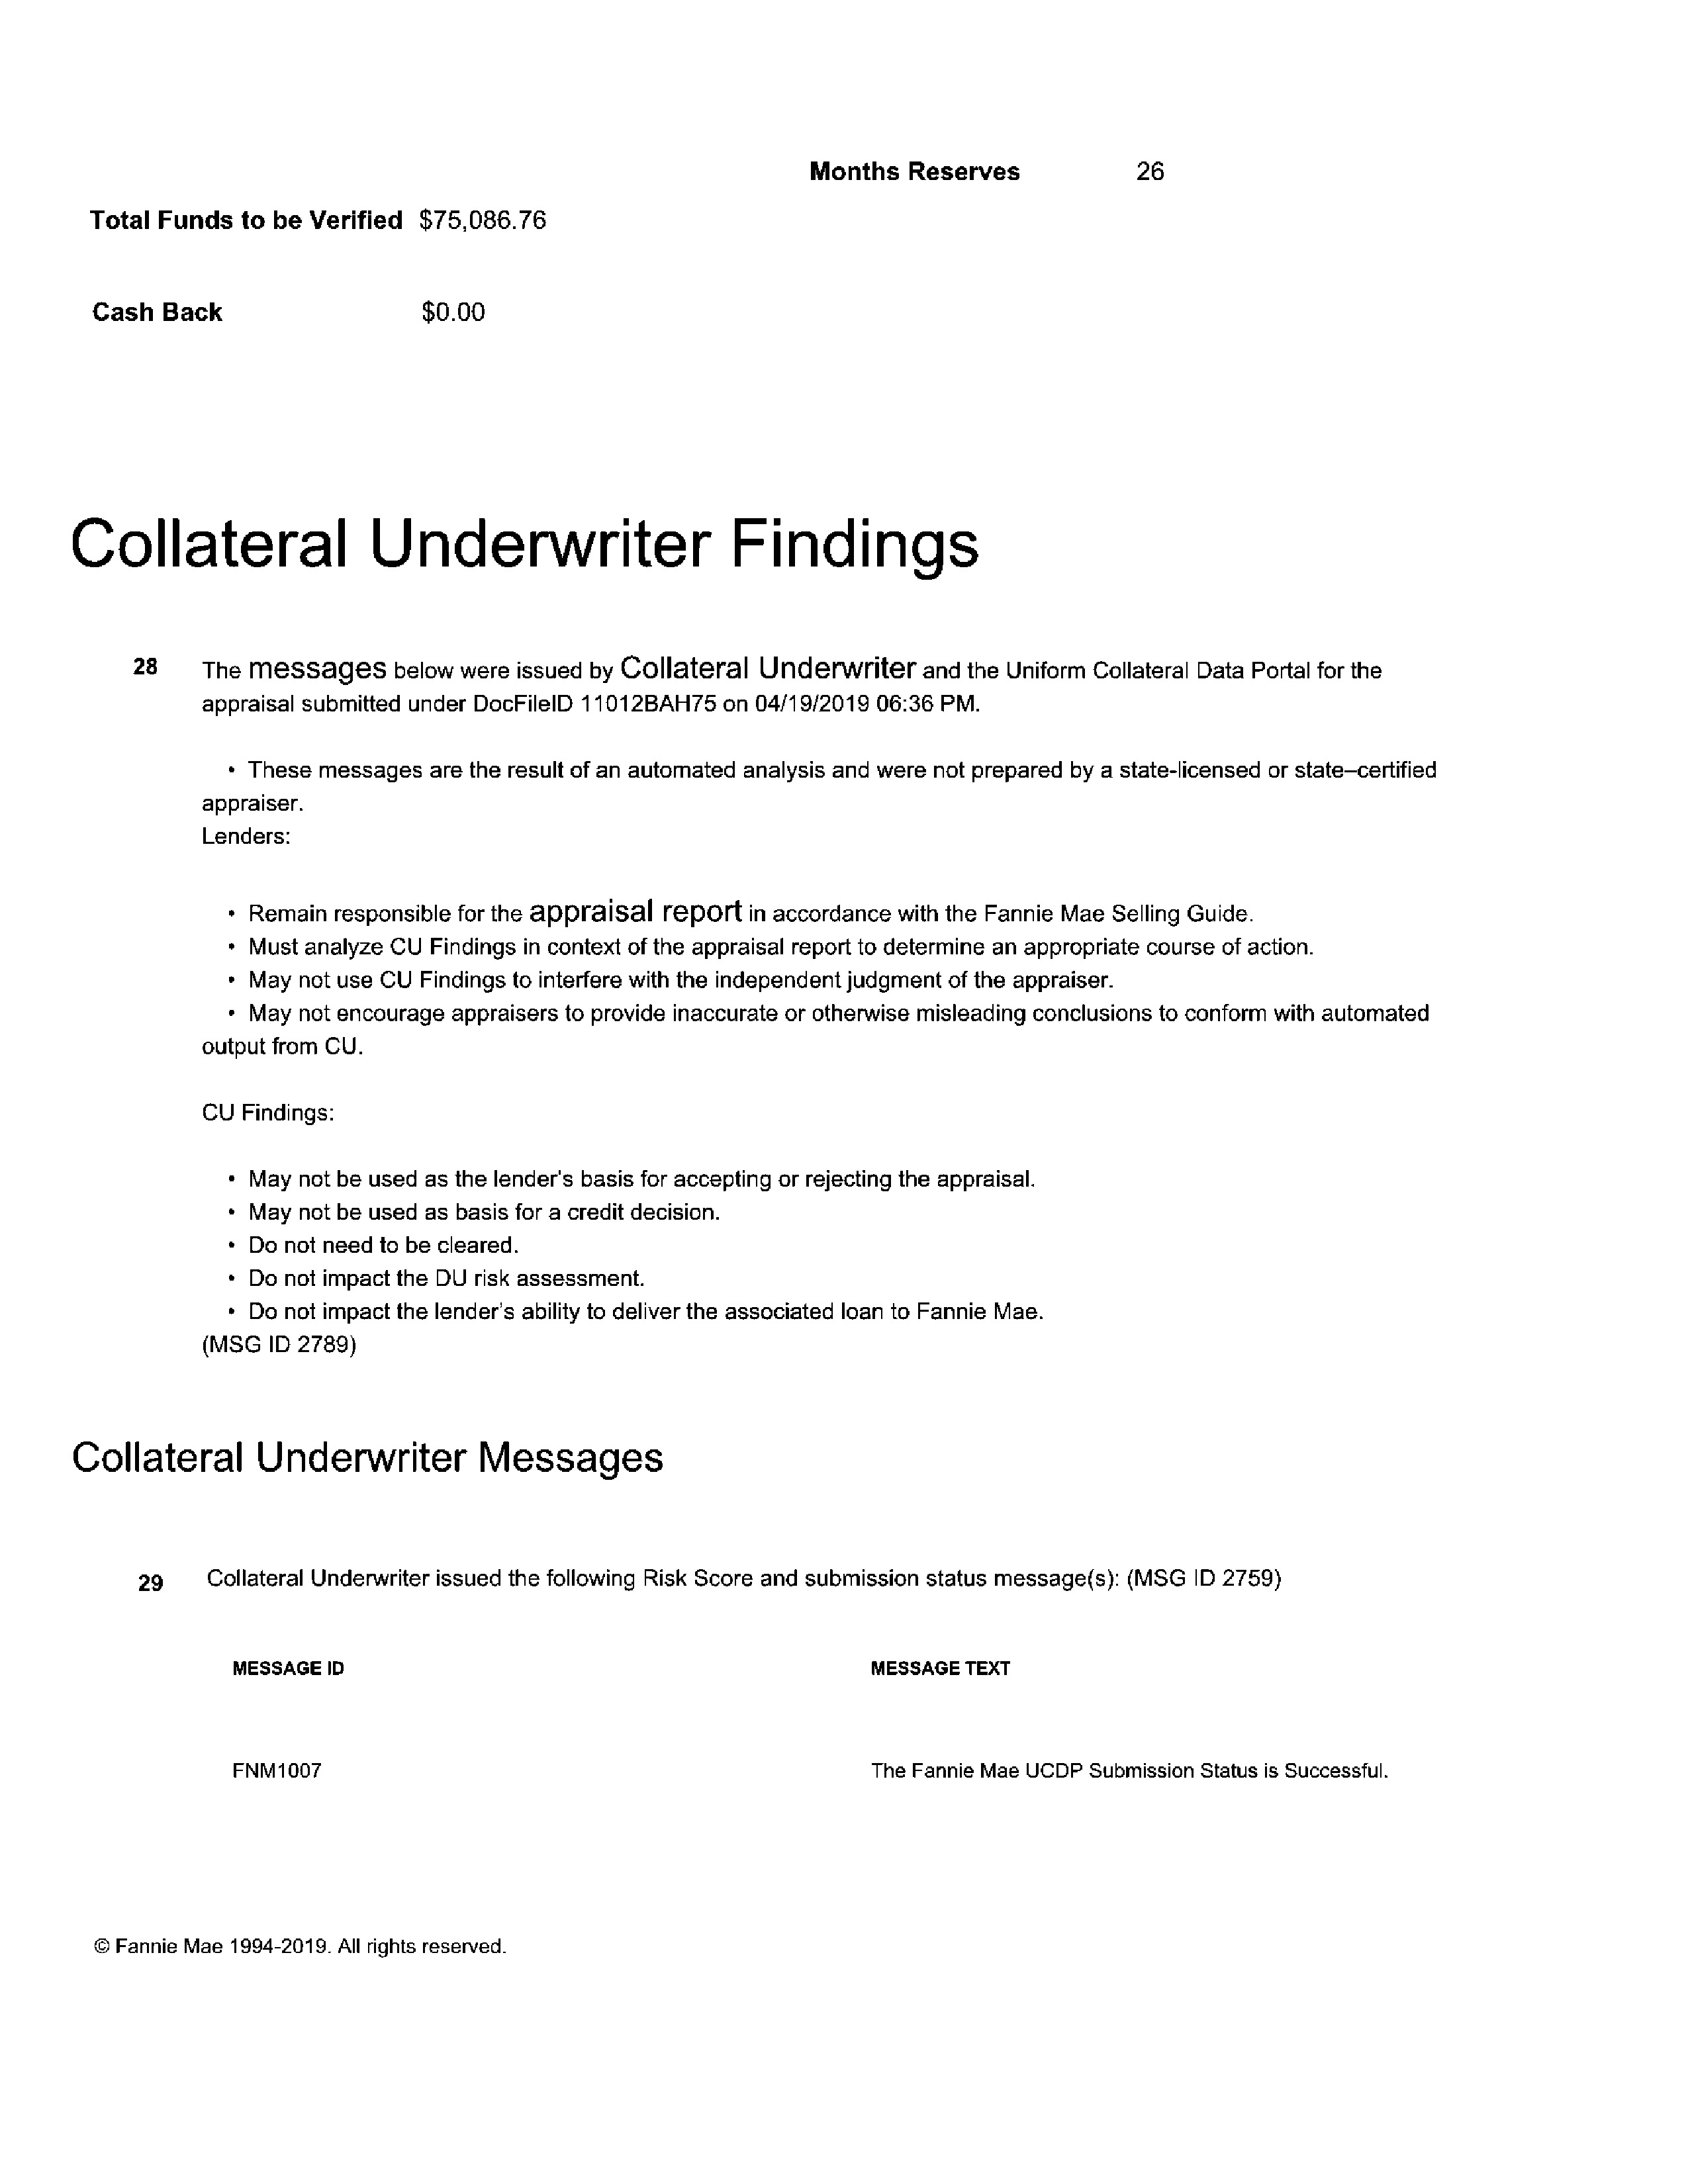 Months Reserves 26
Total Funds to be Verified $75,086.76
Cash Back $0.00
Collateral Underwriter Findings
28 The messages below were issued by Collateral Underwriter and the Uniform Collateral Data Portal for the
appraisal submitted under DocFileID 11012BAH75 on 04/19/2019 06:36 PM.
• These messages are the result of an automated analysis and were not prepared by a state-licensed or state–certified
appraiser.
Lenders:
• Remain responsible for the appraisal report in accordance with the Fannie Mae Selling Guide.
• Must analyze CU Findings in context of the appraisal report to determine an appropriate course of action.
• May not use CU Findings to interfere with the independent judgment of the appraiser.
• May not encourage appraisers to provide inaccurate or otherwise misleading conclusions to conform with automated
output from CU.
CU Findings:
• May not be used as the lender's basis for accepting or rejecting the appraisal.
• May not be used as basis for a credit decision.
• Do not need to be cleared.
• Do not impact the DU risk assessment.
• Do not impact the lender's ability to deliver the associated loan to Fannie Mae.
(MSG ID 2789)
Collateral Underwriter Messages
29 Collateral Underwriter issued the following Risk Score and submission status message(s): (MSG ID 2759)
MESSAGE ID MESSAGE TEXT
FNM1007 The Fannie Mae UCDP Submission Status is Successful.
© Fannie Mae 1994-2019. All rights reserved.